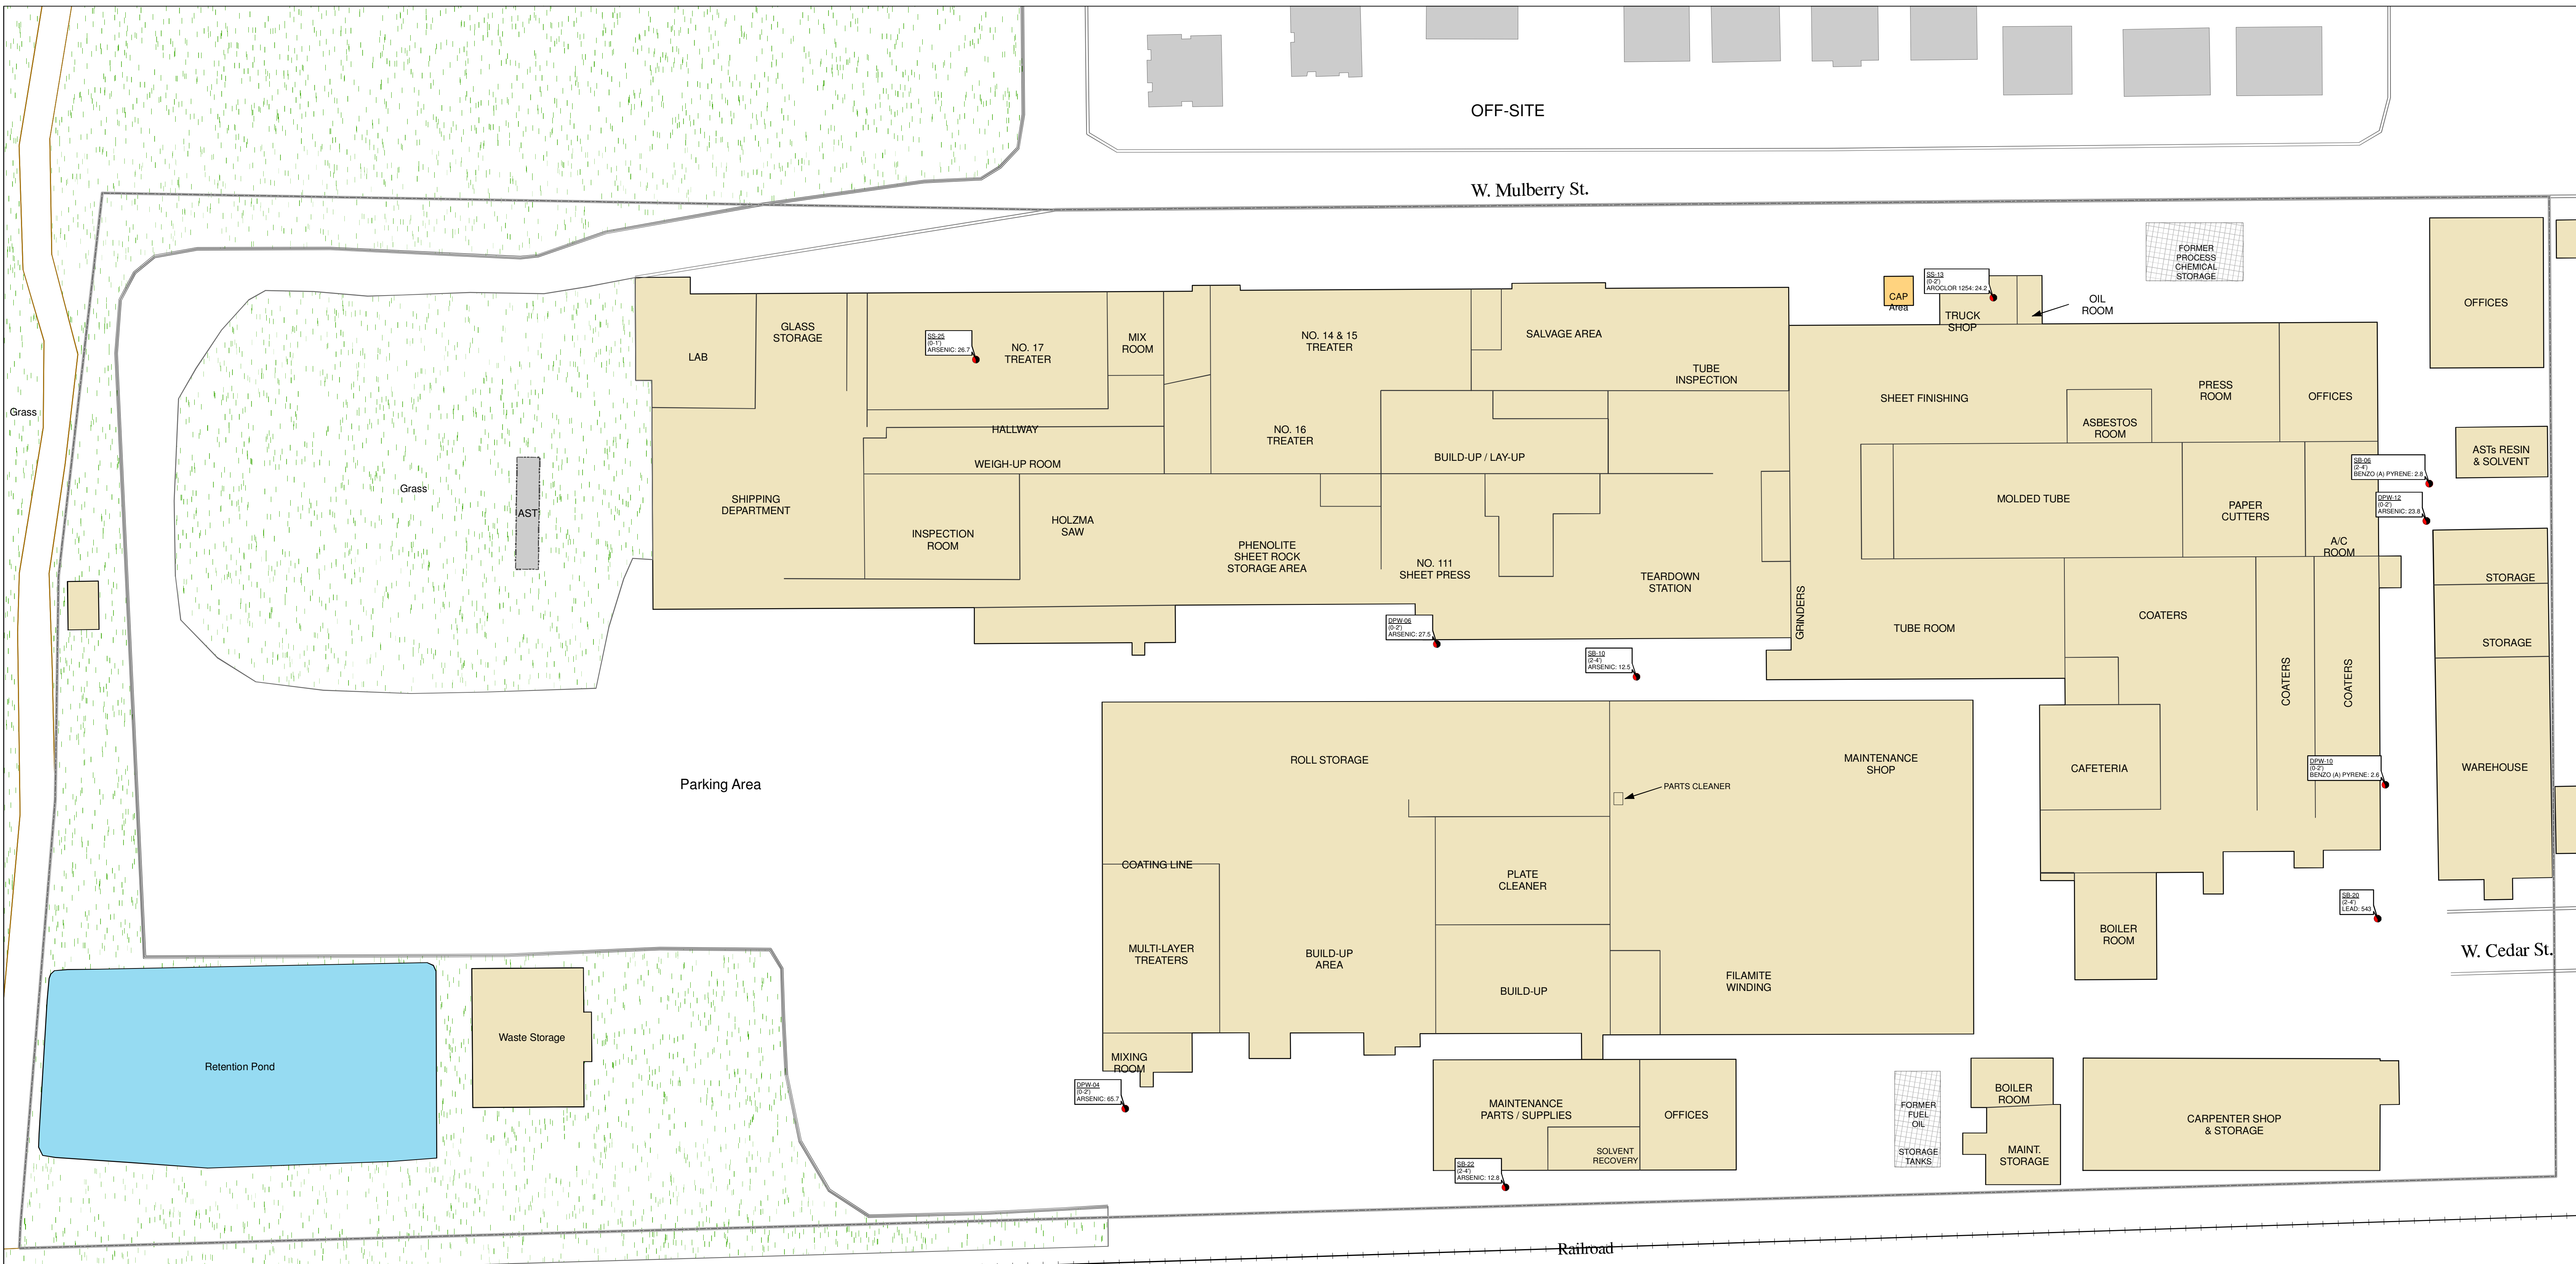 OFF-SITE
W. Mulberry St.
FORMER
PROCESS
CHEMICAL
STORAGE
OFFICES
SS-13
(0-2')
AROCLOR 1254: 24.2
CAP
Area
TRUCK
SHOP
OIL
ROOM
LAB
GLASS
STORAGE
SS-25
(0-1')
ARSENIC: 26.7
NO. 17
TREATER
MIX
ROOM
NO. 14 & 15
TREATER
SALVAGE AREA
TUBE
INSPECTION
SHEET FINISHING
PRESS
ROOM
OFFICES
ASBESTOS
ROOM
Grass
HALLWAY
WEIGH-UP ROOM
NO. 16
TREATER
BUILD-UP / LAY-UP
ASTs RESIN
& SOLVENT
SB-06
(2-4')
BENZO (A) PYRENE: 2.8
DPW-12
(0-2')
ARSENIC: 23.8
Grass
AST
SHIPPING
DEPARTMENT
INSPECTION
ROOM
HOLZMA
SAW
PHENOLITE
SHEET ROCK
STORAGE AREA
NO. 111
SHEET PRESS
TEARDOWN
STATION
MOLDED TUBE
PAPER
CUTTERS
A/C
ROOM
STORAGE
STORAGE
GRINDERS
TUBE ROOM
COATERS
COATERS
COATERS
DPW-06
(0-2')
ARSENIC: 27.5
SB-10
(2-4')
ARSENIC: 12.5
Parking Area
ROLL STORAGE
MAINTENANCE
SHOP
PARTS CLEANER
CAFETERIA
DPW-10
(0-2')
BENZO (A) PYRENE: 2.6
WAREHOUSE
COATING LINE
PLATE
CLEANER
SB-20
(2-4')
LEAD: 543
MULTI-LAYER
TREATERS
BUILD-UP
AREA
BUILD-UP
FILAMITE
WINDING
BOILER
ROOM
W. Cedar St.
Retention Pond
Waste Storage
MIXING
ROOM
DPW-04
(0-2')
ARSENIC: 65.7
MAINTENANCE
PARTS / SUPPLIES
OFFICES
SOLVENT
RECOVERY
SB-22
(2-4')
ARSENIC: 12.8
FORMER
FUEL
OIL
STORAGE
TANKS
BOILER
ROOM
MAINT.
STORAGE
CARPENTER SHOP
& STORAGE
Railroad